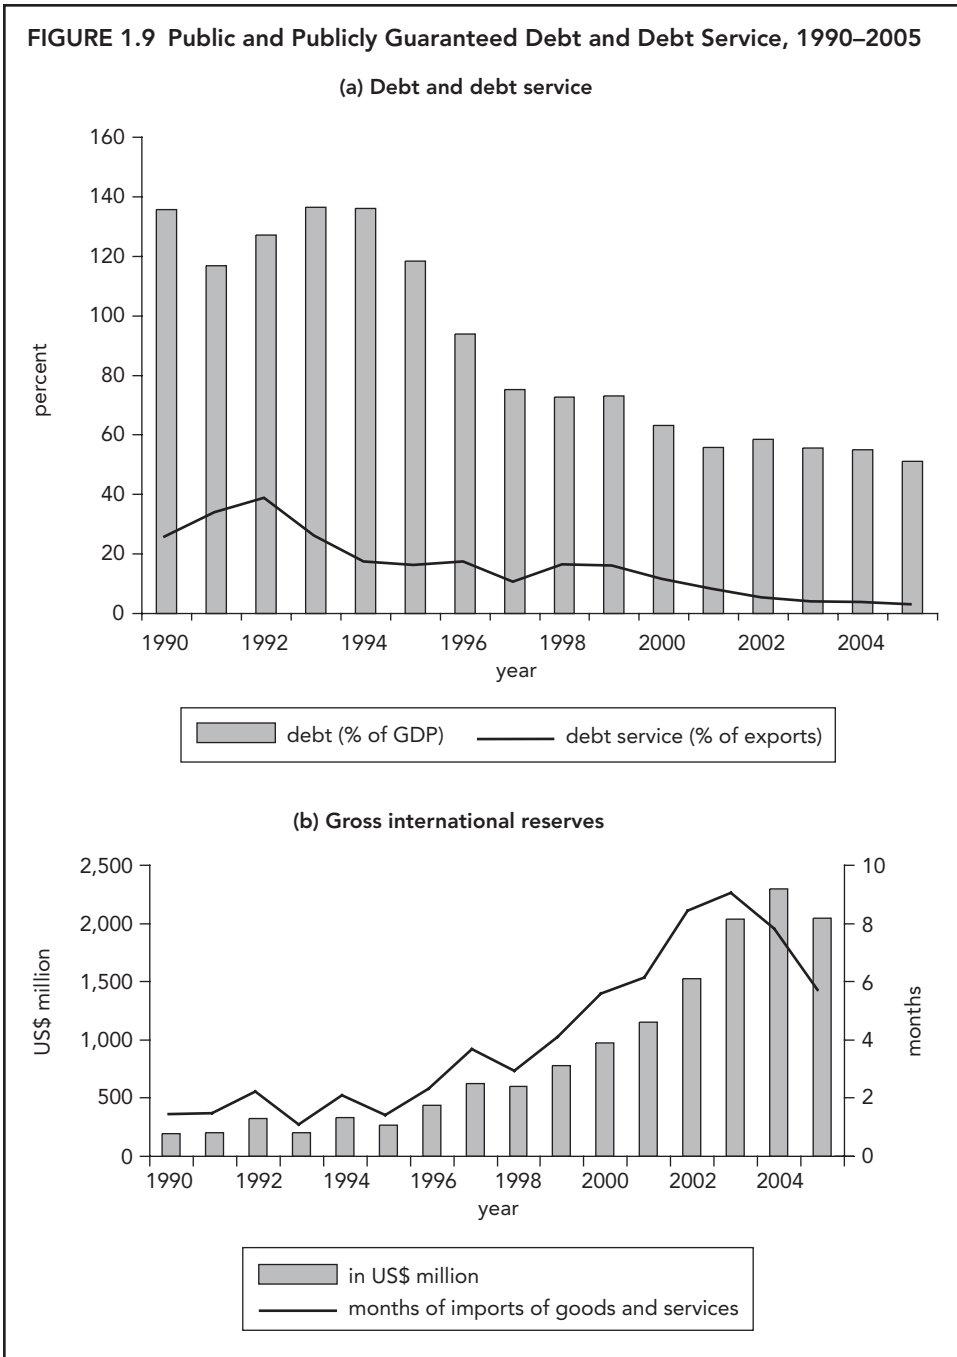 FIGURE 1.9 Public and Publicly Guaranteed Debt and Debt Service, 1990–2005
(a) Debt and debt service
160
140
120
100
80
60
40
20
0
percent
1990 1992 1994 1996 1998 2000 2002 2004
year
debt (% of GDP) debt service (% of exports)
(b) Gross international reserves
2,500 10
2,000 8
1,500 6
1,000 4
500 2
0 0
US$ million
months
1990 1992 1994 1996 1998 2000 2002 2004
year
in US$ million
months of imports of goods and services